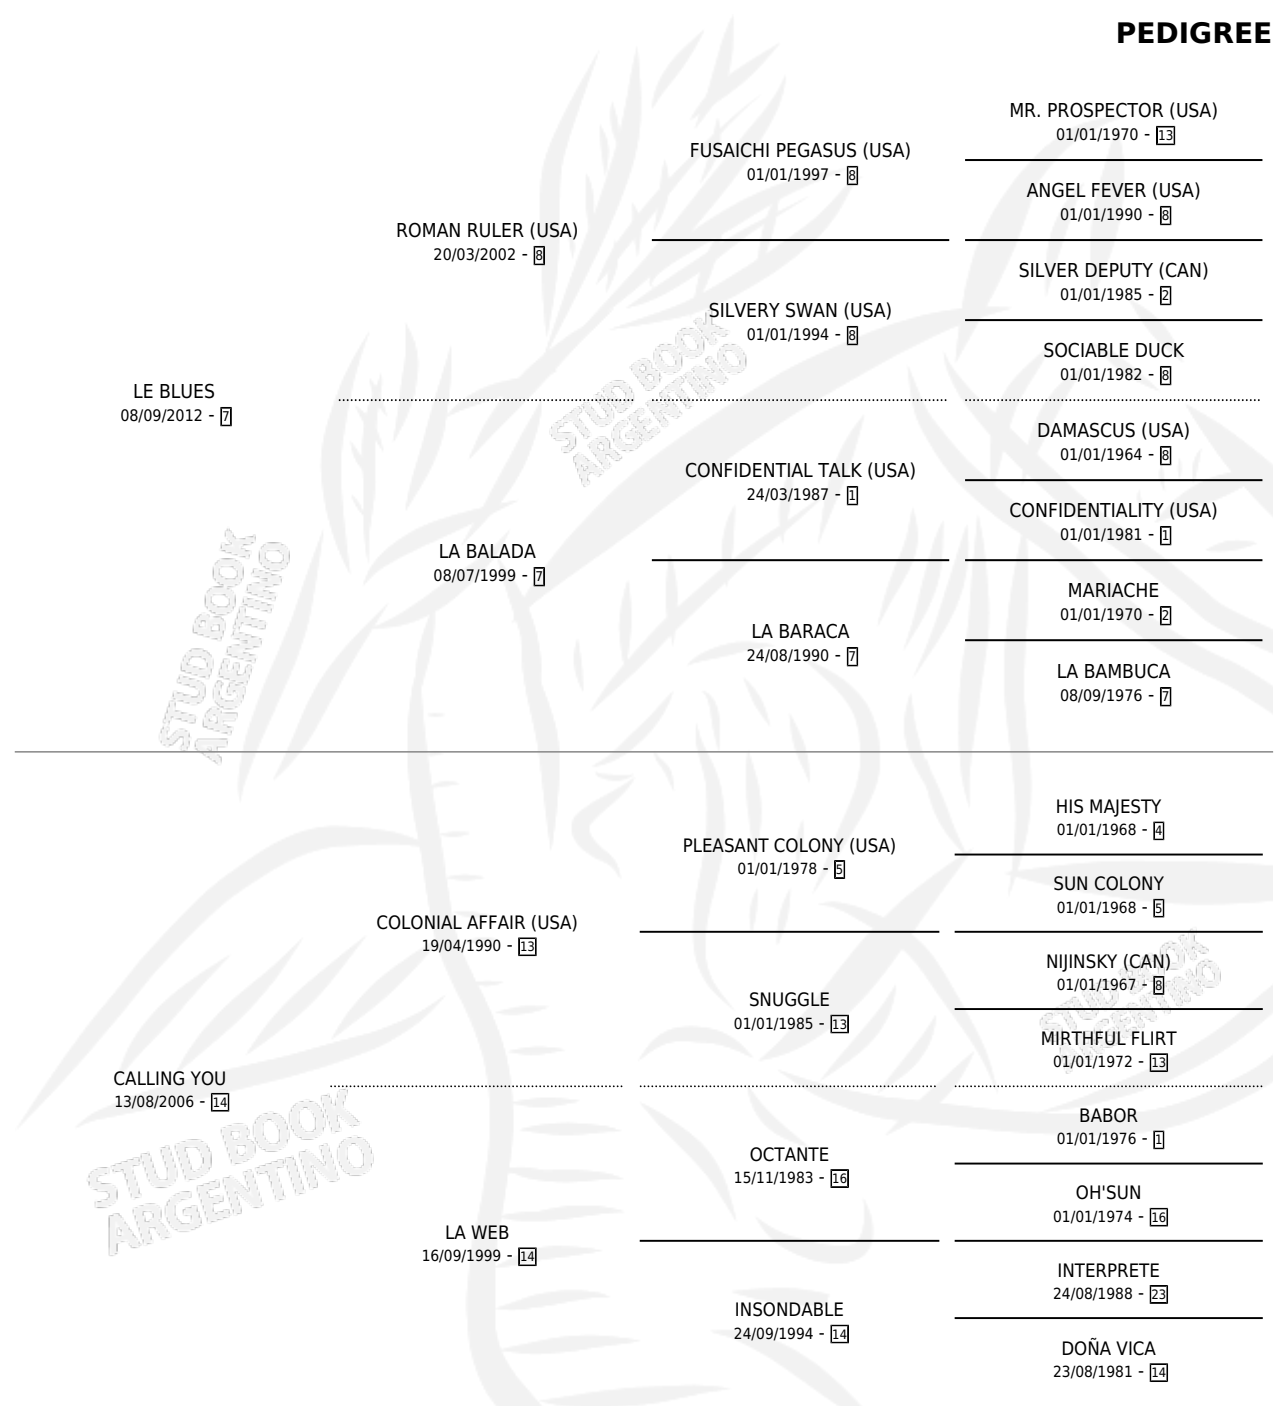 PEDIGREE
MR. PROSPECTOR (USA)
01/01/1970 - 13
FUSAICHI PEGASUS (USA)
01/01/1997 - 8
ANGEL FEVER (USA)
01/01/1990 - 8
ROMAN RULER (USA)
20/03/2002 - 8
SILVER DEPUTY (CAN)
01/01/1985 - 2
SILVERY SWAN (USA)
01/01/1994 - 8
SOCIABLE DUCK
01/01/1982 - 8
LE BLUES
08/09/2012 - 7
DAMASCUS (USA)
01/01/1964 - 8
CONFIDENTIAL TALK (USA)
24/03/1987 - 1
CONFIDENTIALITY (USA)
01/01/1981 - 1
LA BALADA
08/07/1999 - 7
MARIACHE
01/01/1970 - 2
LA BARACA
24/08/1990 - 7
LA BAMBUCA
08/09/1976 - 7
HIS MAJESTY
01/01/1968 - 4
PLEASANT COLONY (USA)
01/01/1978 - 5
SUN COLONY
01/01/1968 - 5
COLONIAL AFFAIR (USA)
19/04/1990 - 13
NIJINSKY (CAN)
01/01/1967 - 8
SNUGGLE
01/01/1985 - 13
MIRTHFUL FLIRT
01/01/1972 - 13
CALLING YOU
13/08/2006 - 14
BABOR
01/01/1976 - 1
OCTANTE
15/11/1983 - 16
OH'SUN
01/01/1974 - 16
LA WEB
16/09/1999 - 14
INTERPRETE
24/08/1988 - 23
INSONDABLE
24/09/1994 - 14
DOÑA VICA
23/08/1981 - 14
STUD BOOK
ARGENTINO
STUD BOOK
ARGENTINO
STUD BOOK
ARGENTINO
STUD BOOK
ARGENTINO